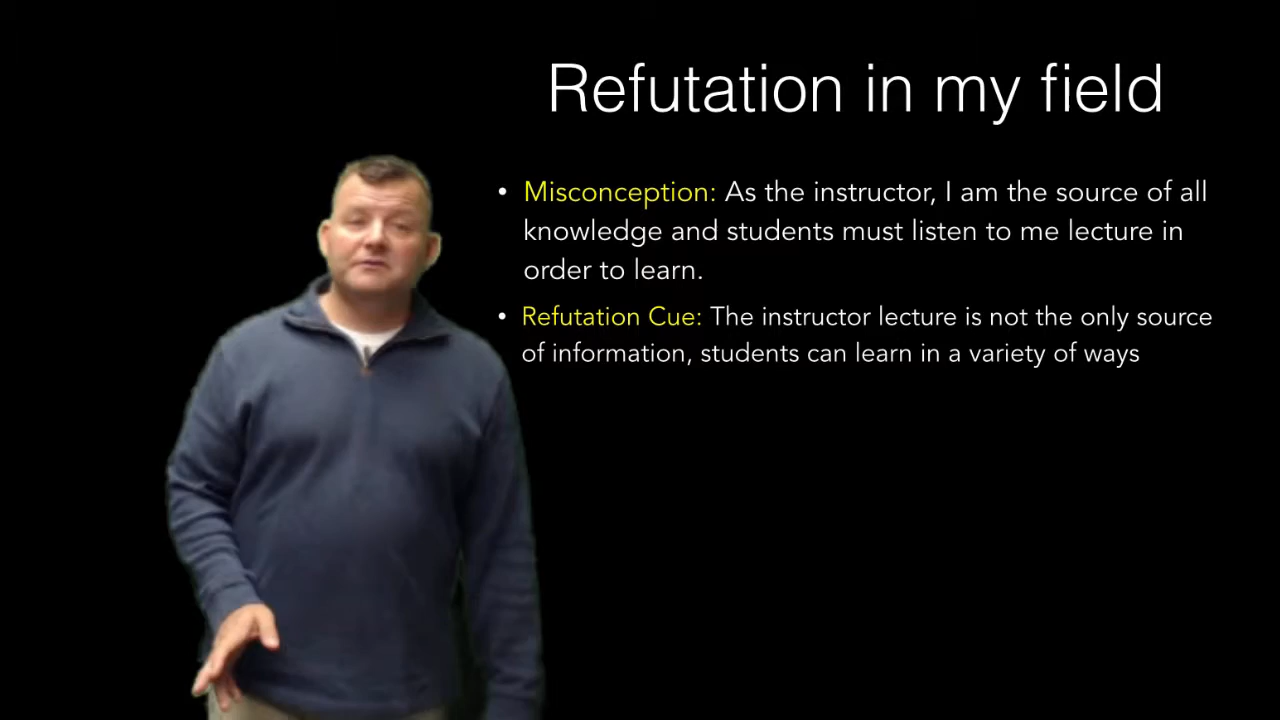 Refutation in my field
• Misconception: As the instructor, I am the source of all
knowledge and students must listen to me lecture in
order to learn.
• Refutation Cue: The instructor lecture is not the only source
of information, students can learn in a variety of ways